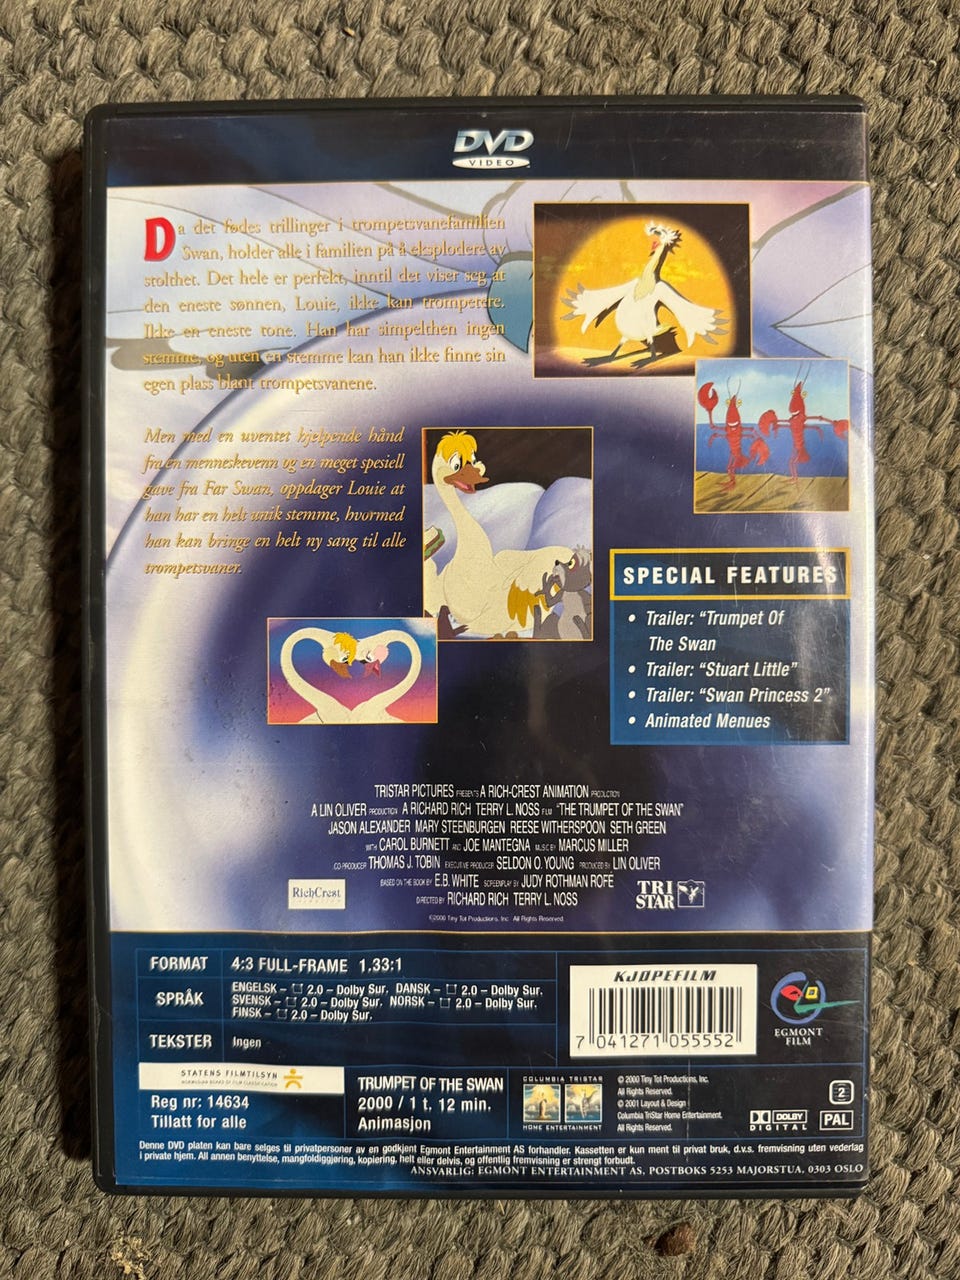 DVD
VIDEO
Da det fødes trillinger i trompetsvanefamilien
Swan, holder alle i familien på å eksplodere av
stolthet. Det hele er perfekt, inntil det viser seg at
den eneste sønnen, Louie, ikke kan trompetere.
Ikke en eneste tone. Han har simpelthen ingen
stemme, og uten en stemme kan han ikke finne sin
egen plass blant trompetsvanene.
Men med en uventet hjelpende hånd
fra en menneskevenn og en meget spesiell
gave fra Far Swan, oppdager Louie at
han har en helt unik stemme, hvormed
han kan bringe en helt ny sang til alle
trompetsvaner.
SPECIAL FEATURES
• Trailer: "Trumpet Of
The Swan
• Trailer: "Stuart Little"
• Trailer: "Swan Princess 2"
• Animated Menues
TRISTAR PICTURES PRESENTS A RICH-CREST ANIMATION PRODUCTION
A LIN OLIVER PRODUCTION A RICHARD RICH TERRY L. NOSS FILM "THE TRUMPET OF THE SWAN"
JASON ALEXANDER MARY STEENBURGEN REESE WITHERSPOON SETH GREEN
WITH CAROL BURNETT AND JOE MANTEGNA MUSIC BY MARCUS MILLER
CO-PRODUCER THOMAS J. TOBIN EXECUTIVE PRODUCER SELDON O. YOUNG PRODUCED BY LIN OLIVER
BASED ON THE BOOK BY E.B. WHITE SCREENPLAY BY JUDY ROTHMAN ROFÉ
DIRECTED BY RICHARD RICH TERRY L. NOSS
RichCrest
TRI
STAR
©2000 Tiny Tot Productions, Inc. All Rights Reserved.
FORMAT 4:3 FULL-FRAME 1.33:1
SPRÅK ENGELSK – 2.0 – Dolby Sur. DANSK – 2.0 – Dolby Sur.
SVENSK – 2.0 – Dolby Sur. NORSK – 2.0 – Dolby Sur.
FINSK – 2.0 – Dolby Sur.
TEKSTER Ingen
KJØPEFILM
7 041271 055552
EGMONT
FILM
STATENS FILMTILSYN
NORWEGIAN BOARD OF FILM CLASSIFICATION
Reg nr: 14634
Tillatt for alle
TRUMPET OF THE SWAN
2000 / 1 t. 12 min.
Animasjon
COLUMBIA TRISTAR
HOME ENTERTAINMENT
© 2000 Tiny Tot Productions, Inc.
All Rights Reserved.
© 2001 Layout & Design
Columbia TriStar Home Entertainment.
All Rights Reserved.
2
DOLBY
DIGITAL
PAL
Denne DVD platen kan bare selges til privatpersoner av en godkjent Egmont Entertainment AS forhandler. Kassetten er kun ment til privat bruk, d.v.s. fremvisning uten vederlag
i private hjem. All annen benyttelse, mangfoldiggjøring, kopiering, helt eller delvis, og offentlig fremvisning er strengt forbudt.
ANSVARLIG: EGMONT ENTERTAINMENT AS, POSTBOKS 5253 MAJORSTUA, 0303 OSLO